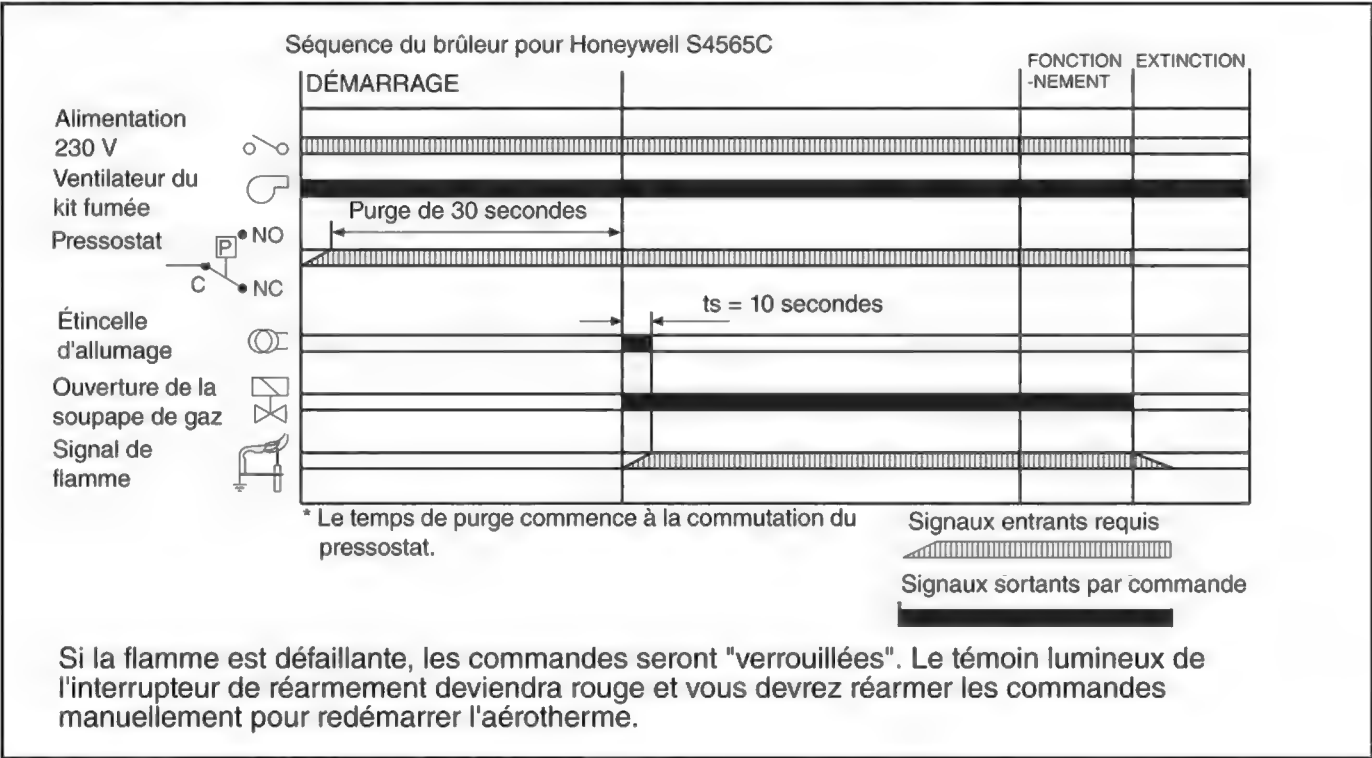 Séquence du brûleur pour Honeywell S4565C
DÉMARRAGE
FONCTION
-NEMENT
EXTINCTION
Alimentation
230 V
Ventilateur du
kit fumée
Purge de 30 secondes
Pressostat
P
NO
C
NC
ts = 10 secondes
Étincelle
d'allumage
Ouverture de la
soupape de gaz
Signal de
flamme
* Le temps de purge commence à la commutation du
pressostat.
Signaux entrants requis
Signaux sortants par commande
Si la flamme est défaillante, les commandes seront "verrouillées". Le témoin lumineux de
l'interrupteur de réarmement deviendra rouge et vous devrez réarmer les commandes
manuellement pour redémarrer l'aérotherme.